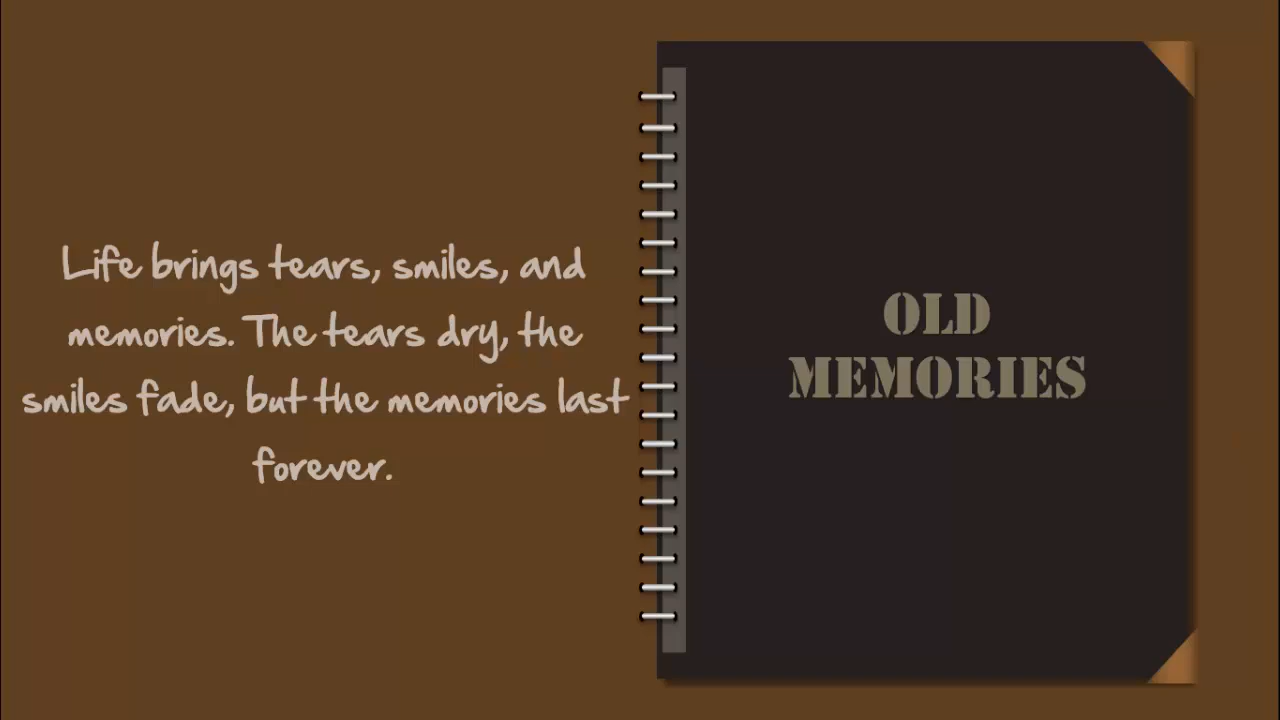 Life brings tears, smiles, and
memories. The tears dry, the
smiles fade, but the memories last
forever.
OLD
MEMORIES